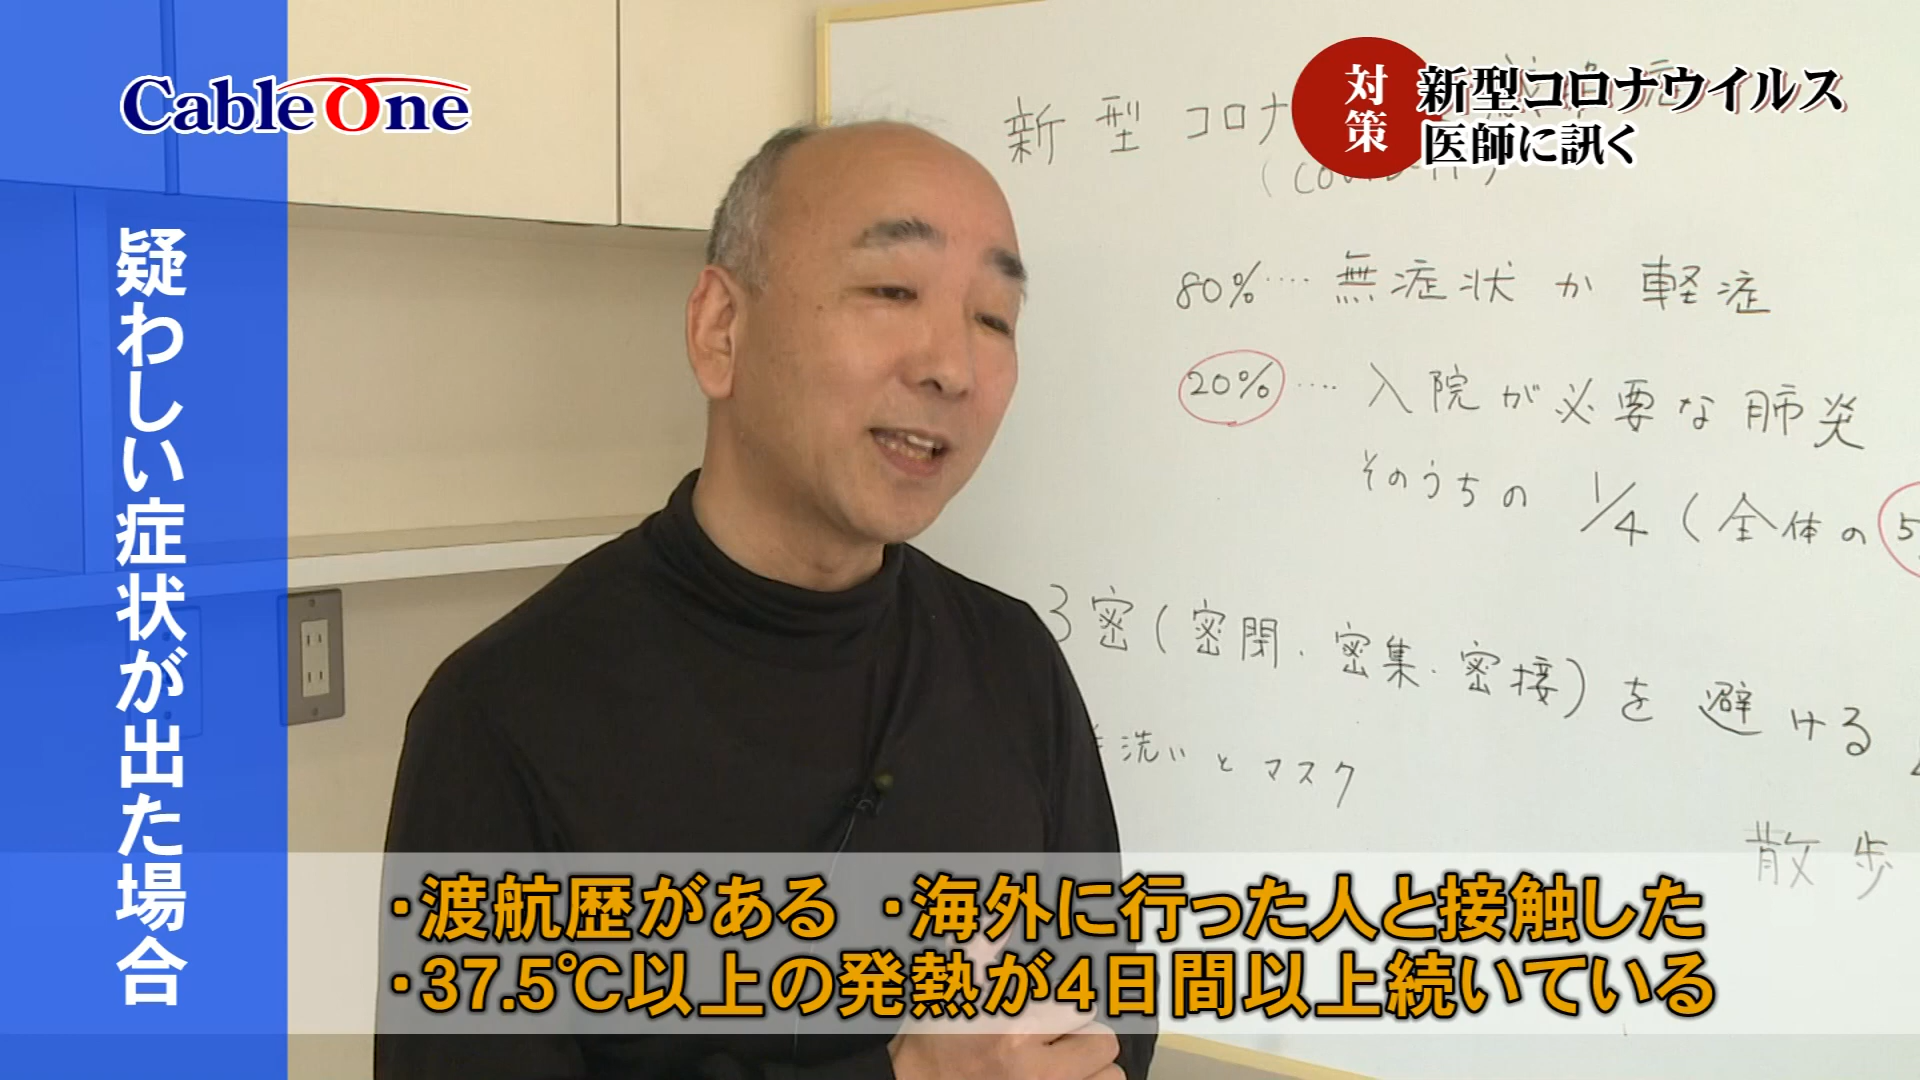 Cable One
対策
新型コロナウイルス
医師に訊く
疑わしい症状が出た場合
新型コロナ
80%‥‥無症状か軽症
20%‥‥入院が必要な肺炎
そのうちの 1/4 (全体の 5
3密(密閉・密集・密接)を避ける
手洗いとマスク
散歩
・渡航歴がある ・海外に行った人と接触した
・37.5℃以上の発熱が4日間以上続いている